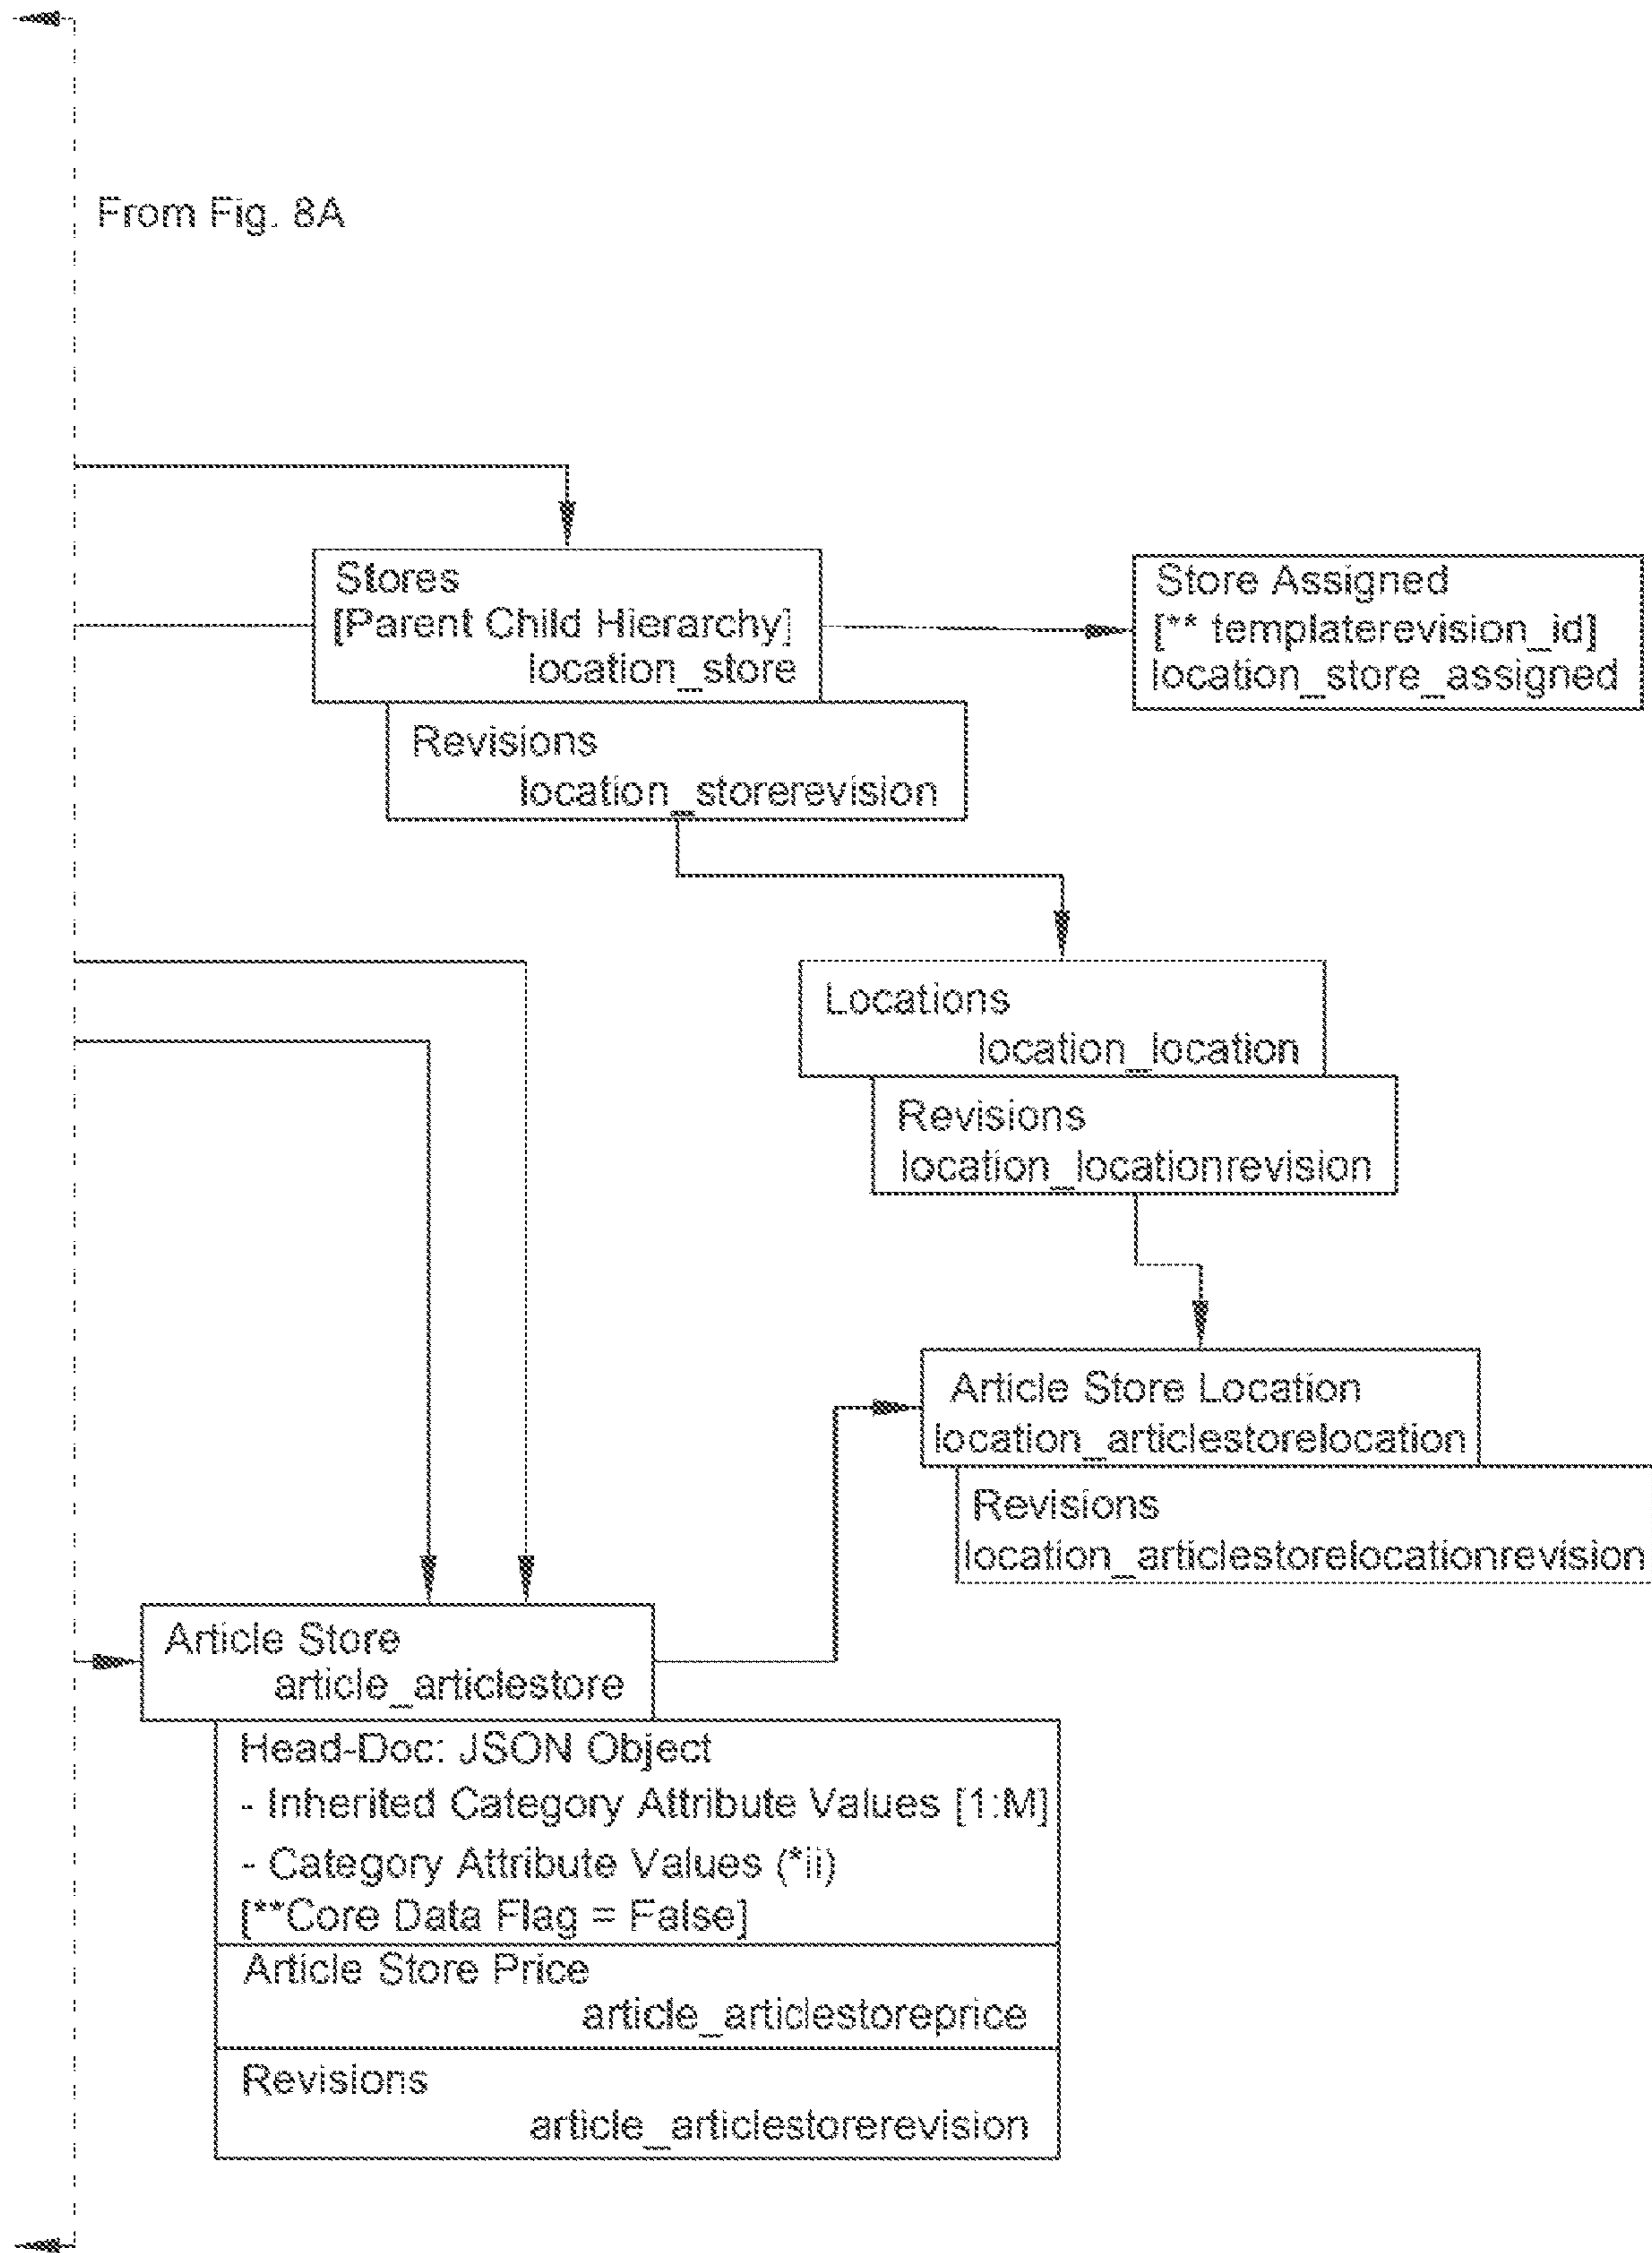 From Fig. 8A
Stores
[Parent Child Hierarchy]
location_store
Revisions
location_storerevision
Store Assigned
[** templaterevision_id]
location_store_assigned
Locations
location_location
Revisions
location_locationrevision
Article Store Location
location_articlestorelocation
Revisions
location_articlestorelocationrevision
Article Store
article_articlestore
Head-Doc: JSON Object
- Inherited Category Attribute Values [1:M]
- Category Attribute Values (*ii)
[**Core Data Flag = False]
Article Store Price
article_articlestoreprice
Revisions
article_articlestorerevision